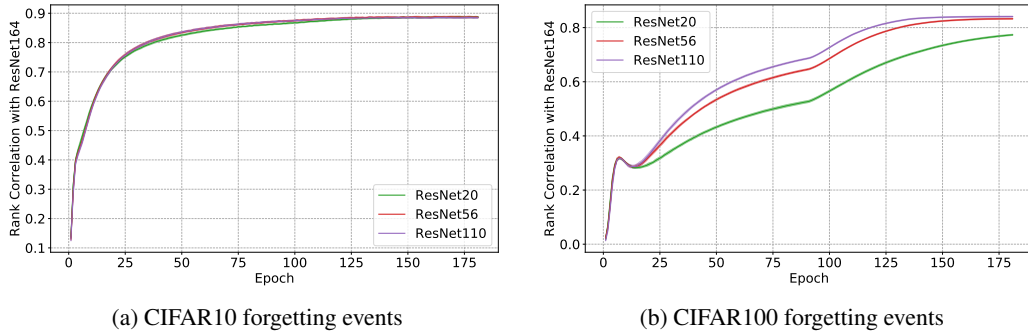 Rank Correlation with ResNet164
0.9
0.8
0.7
0.6
0.5
0.4
0.3
0.2
0.1
ResNet20
ResNet56
ResNet110
0 25 50 75 100 125 150 175
Epoch
(a) CIFAR10 forgetting events
Rank Correlation with ResNet164
0.8
0.6
0.4
0.2
0.0
ResNet20
ResNet56
ResNet110
0 25 50 75 100 125 150 175
Epoch
(b) CIFAR100 forgetting events